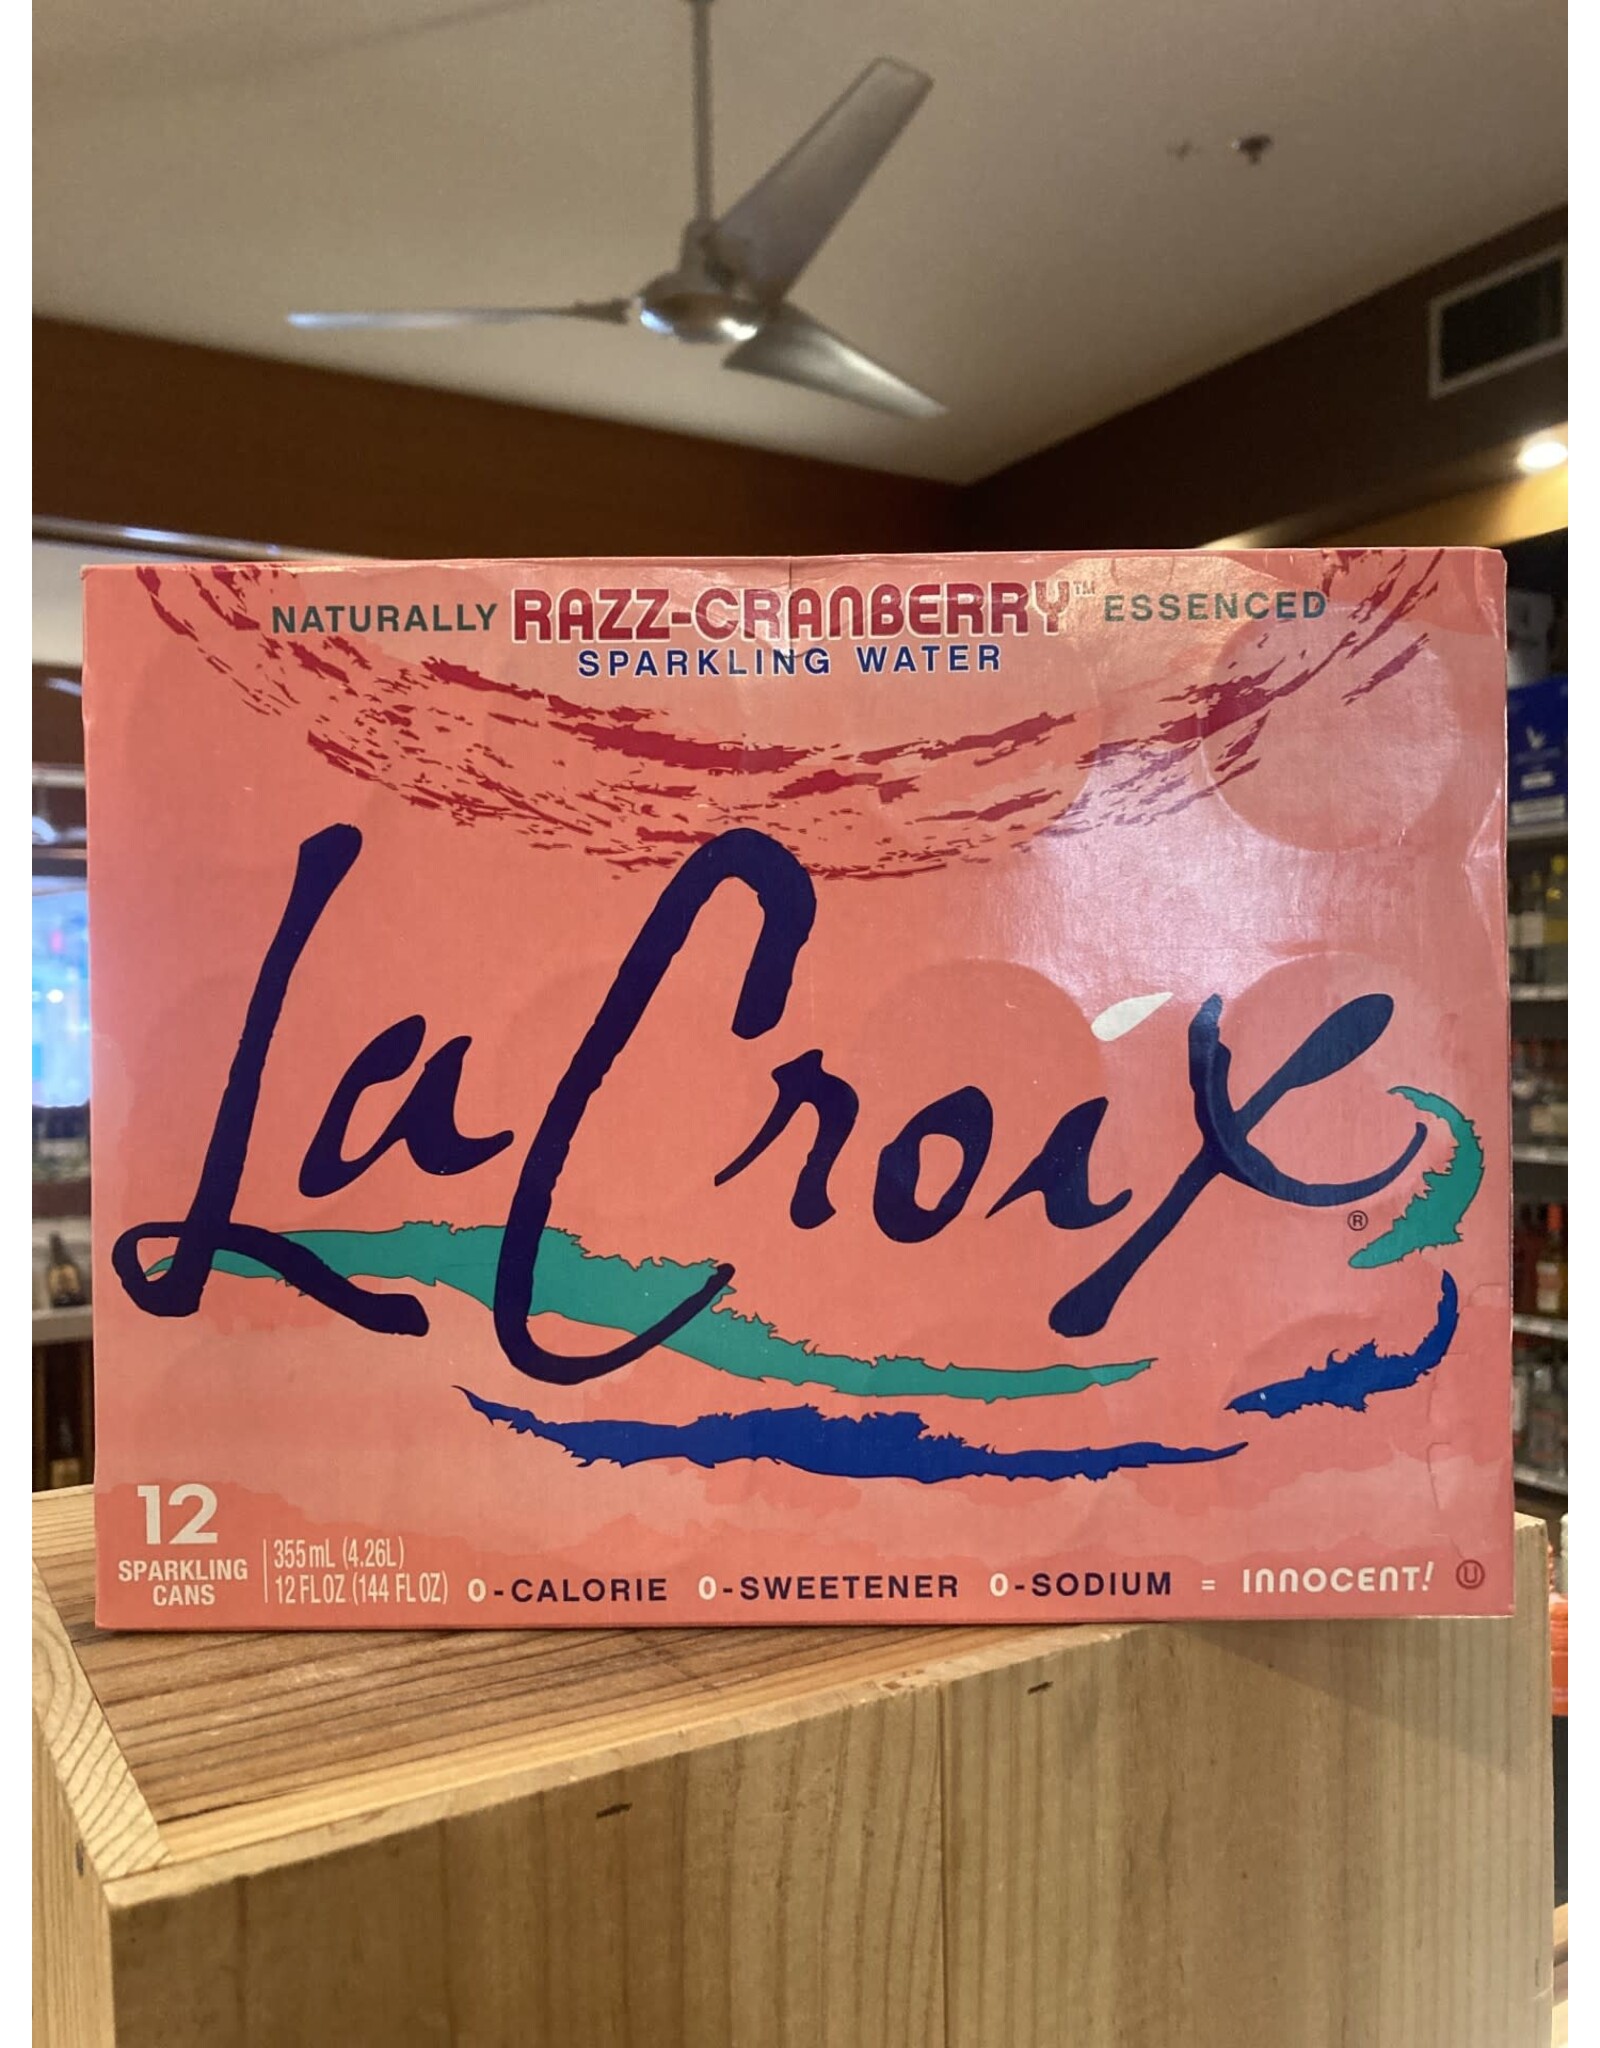 NATURALLY RAZZ-CRANBERRY™ ESSENCED
SPARKLING WATER
LaCroix®
12
SPARKLING
CANS
355mL (4.26L)
12 FL OZ (144 FL OZ)
0-CALORIE 0-SWEETENER 0-SODIUM = INNOCENT! Ⓤ